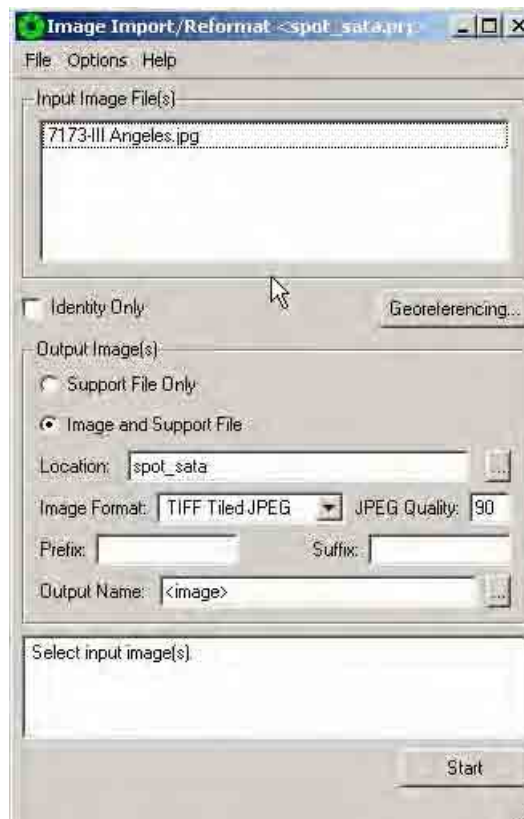 Image Import/Reformat <spot_sata.prj>
File Options Help
Input Image File(s)
7173-III Angeles.jpg
Identity Only Georeferencing...
Output Image(s)
Support File Only
Image and Support File
Location: spot_sata ...
Image Format: TIFF Tiled JPEG JPEG Quality: 90
Prefix: Suffix:
Output Name: <image> ...
Select input image(s).
Start